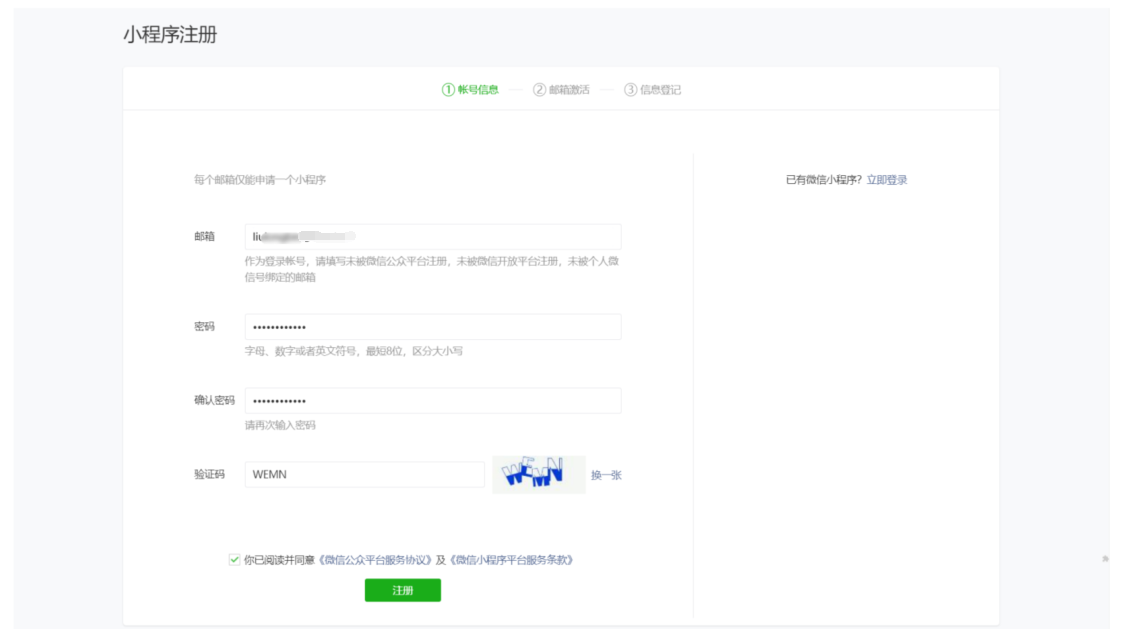 小程序注册
① 帐号信息 — ② 邮箱激活 — ③ 信息登记
每个邮箱仅能申请一个小程序
已有微信小程序? 立即登录
邮箱 liu
作为登录帐号，请填写未被微信公众平台注册，未被微信开放平台注册，未被个人微
信号绑定的邮箱
密码 ••••••••••••
字母、数字或者英文符号，最短8位，区分大小写
确认密码 ••••••••••••
请再次输入密码
验证码 WEMN WEMN 换一张
你已阅读并同意《微信公众平台服务协议》及《微信小程序平台服务条款》
注册